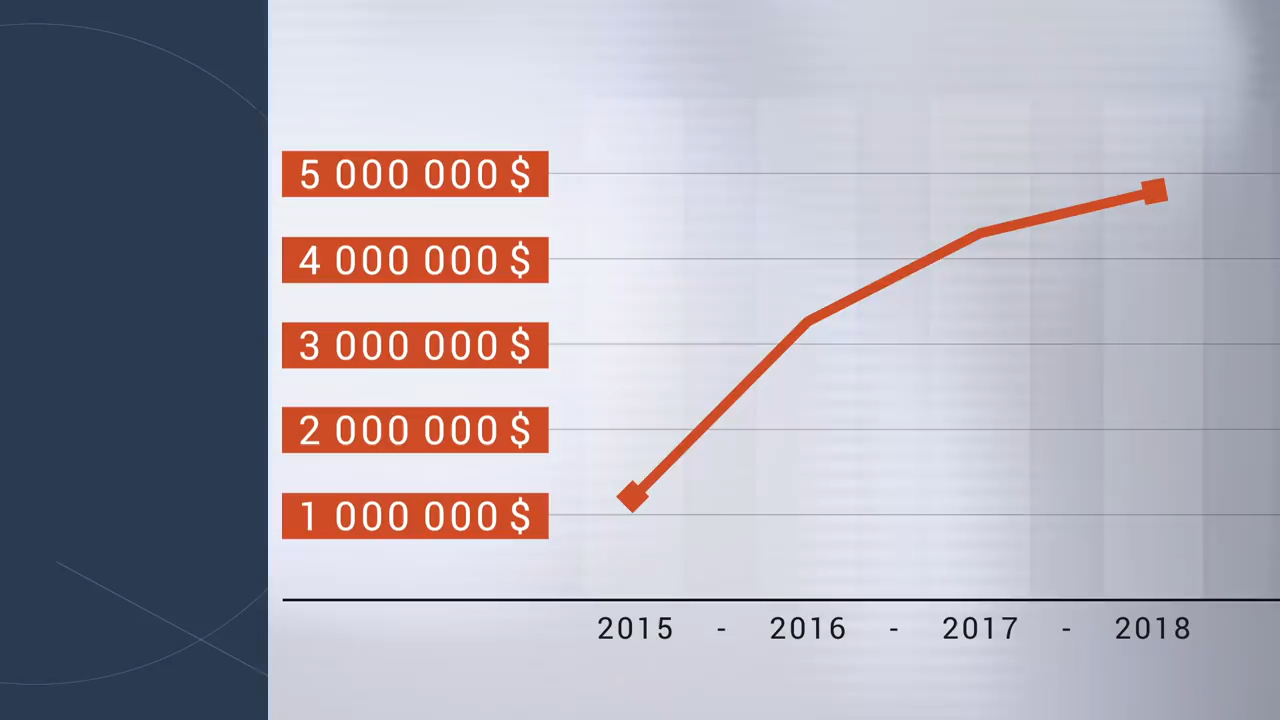 5 000 000 $
4 000 000 $
3 000 000 $
2 000 000 $
1 000 000 $
2015 - 2016 - 2017 - 2018